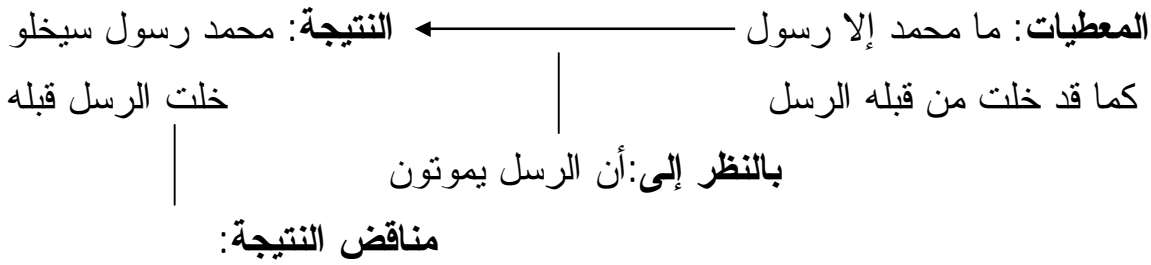 المعطيات: ما محمد إلا رسول النتيجة: محمد رسول سيخلو
كما قد خلت من قبله الرسل خلت الرسل قبله
بالنظر إلى:أن الرسل يموتون
مناقض النتيجة: